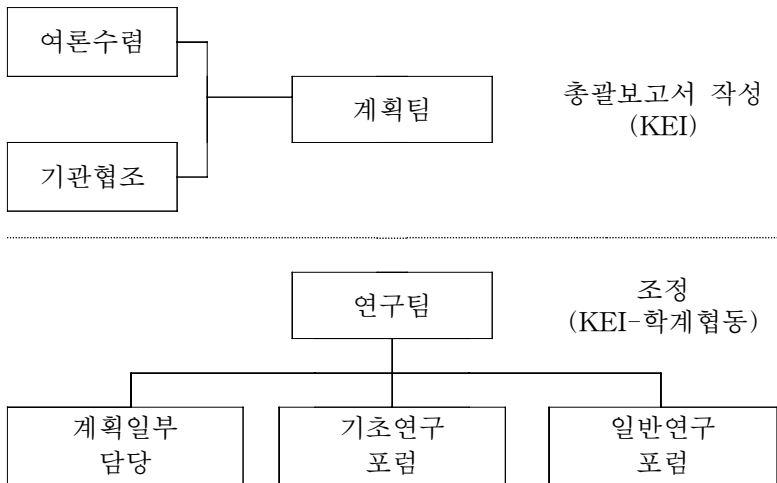 여론수렴
계획팀
총괄보고서 작성
(KEI)
기관협조
연구팀
조정
(KEI-학계협동)
계획일부
담당
기초연구
포럼
일반연구
포럼